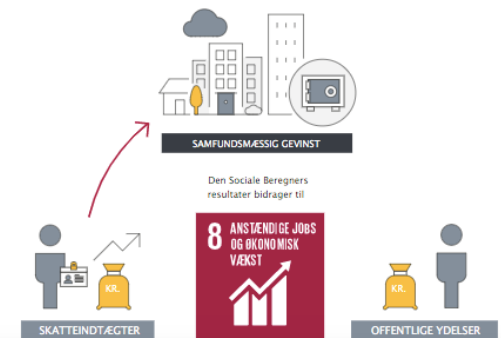 SAMFUNDSMÆSSIG GEVINST
Den Sociale Beregners
resultater bidrager til
8 ANSTÆNDIGE JOBS
OG ØKONOMISK
VÆKST
KR.
KR.
SKATTEINDTÆGTER
OFFENTLIGE YDELSER